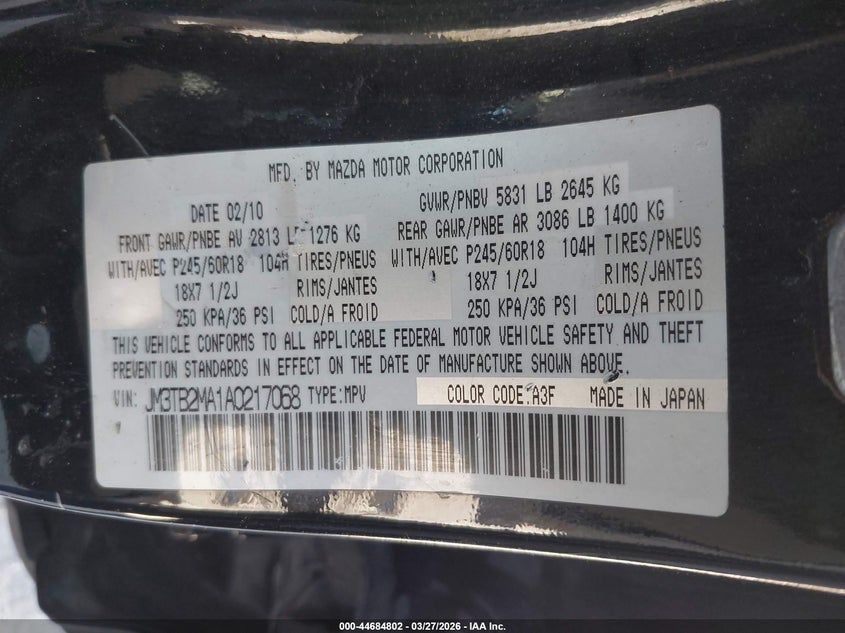 MFD. BY MAZDA MOTOR CORPORATION
DATE 02/10 GVWR/PNBV 5831 LB 2645 KG
FRONT GAWR/PNBE AV 2813 LB 1276 KG REAR GAWR/PNBE AR 3086 LB 1400 KG
WITH/AVEC P245/60R18 104H TIRES/PNEUS WITH/AVEC P245/60R18 104H TIRES/PNEUS
18X7 1/2J RIMS/JANTES 18X7 1/2J RIMS/JANTES
250 KPA/36 PSI COLD/A FROID 250 KPA/36 PSI COLD/A FROID
THIS VEHICLE CONFORMS TO ALL APPLICABLE FEDERAL MOTOR VEHICLE SAFETY AND THEFT
PREVENTION STANDARDS IN EFFECT ON THE DATE OF MANUFACTURE SHOWN ABOVE.
VIN: JM3TB2MA1A0217068 TYPE:MPV COLOR CODE:A3F MADE IN JAPAN
000-44684802 — 03/27/2026 — IAA Inc.